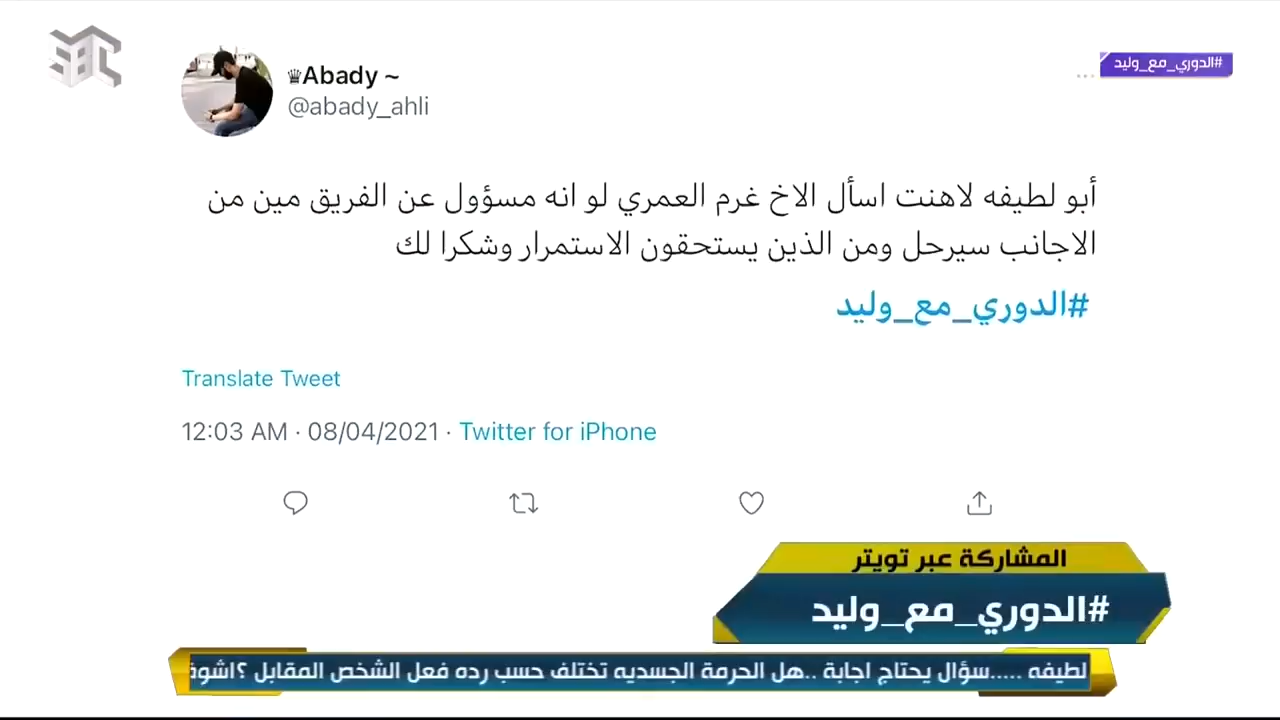 SBC
#الدوري_مع_وليد
♛Abady ~
@abady_ahli
أبو لطيفه لاهنت اسأل الاخ غرم العمري لو انه مسؤول عن الفريق مين من
الاجانب سيرحل ومن الذين يستحقون الاستمرار وشكرا لك
#الدوري_مع_وليد
Translate Tweet
12:03 AM · 08/04/2021 · Twitter for iPhone
المشاركة عبر تويتر
#الدوري_مع_وليد
لطيفه .....سؤال يحتاج اجابة ..هل الحرمة الجسديه تختلف حسب رده فعل الشخص المقابل ؟اشوف